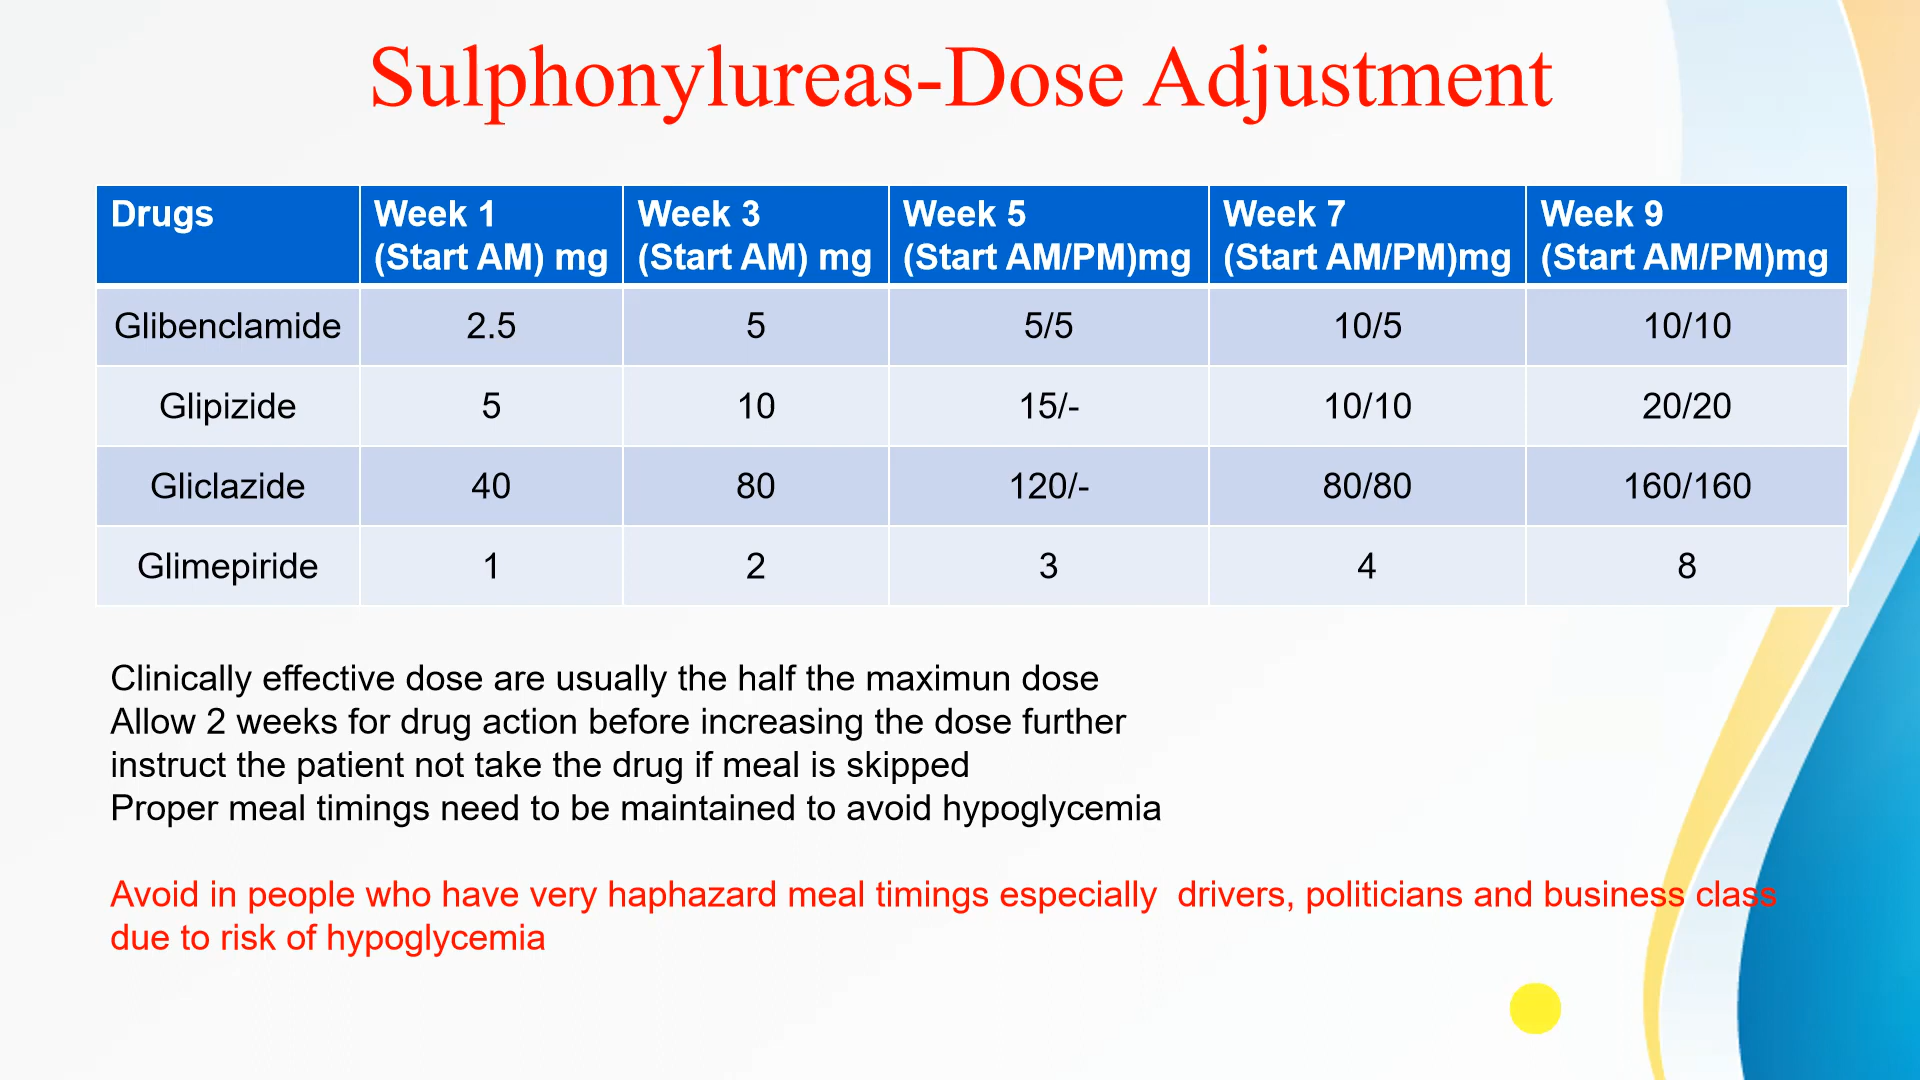 Sulphonylureas-Dose Adjustment
Drugs
Week 1
(Start AM) mg
Week 3
(Start AM) mg
Week 5
(Start AM/PM)mg
Week 7
(Start AM/PM)mg
Week 9
(Start AM/PM)mg
Glibenclamide 2.5 5 5/5 10/5 10/10
Glipizide 5 10 15/- 10/10 20/20
Gliclazide 40 80 120/- 80/80 160/160
Glimepiride 1 2 3 4 8
Clinically effective dose are usually the half the maximun dose
Allow 2 weeks for drug action before increasing the dose further
instruct the patient not take the drug if meal is skipped
Proper meal timings need to be maintained to avoid hypoglycemia
Avoid in people who have very haphazard meal timings especially  drivers, politicians and business class
due to risk of hypoglycemia